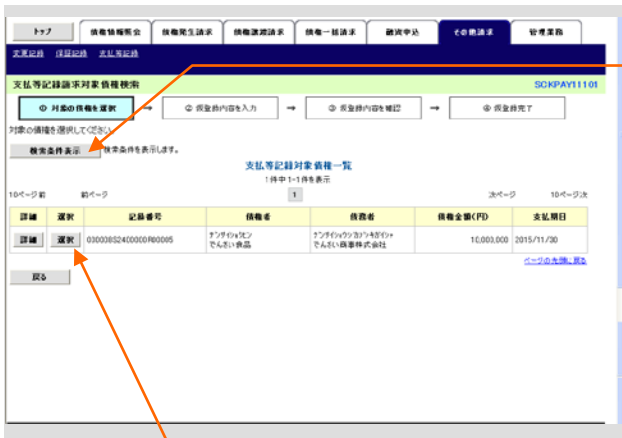 トップ 債権情報照会 債権発生請求 債権譲渡請求 債権一括請求 融資申込 その他請求 管理業務
変更記録 保証記録 支払等記録
支払等記録請求対象債権検索 SCKPAY11101
① 対象の債権を選択 → ② 仮登録内容を入力 → ③ 仮登録内容を確認 → ④ 仮登録完了
対象の債権を選択してください。
検索条件表示 検索条件を表示します。
支払等記録対象債権一覧
1件中 1-1件を表示
10ページ前 前ページ 1 次ページ 10ページ次
詳細 選択 記録番号 債権者 債務者 債権金額(円) 支払期日
詳細 選択 でんさい食品 でんさい商事株式会社 10,003,000 2015/11/30
ページの先頭に戻る
戻る